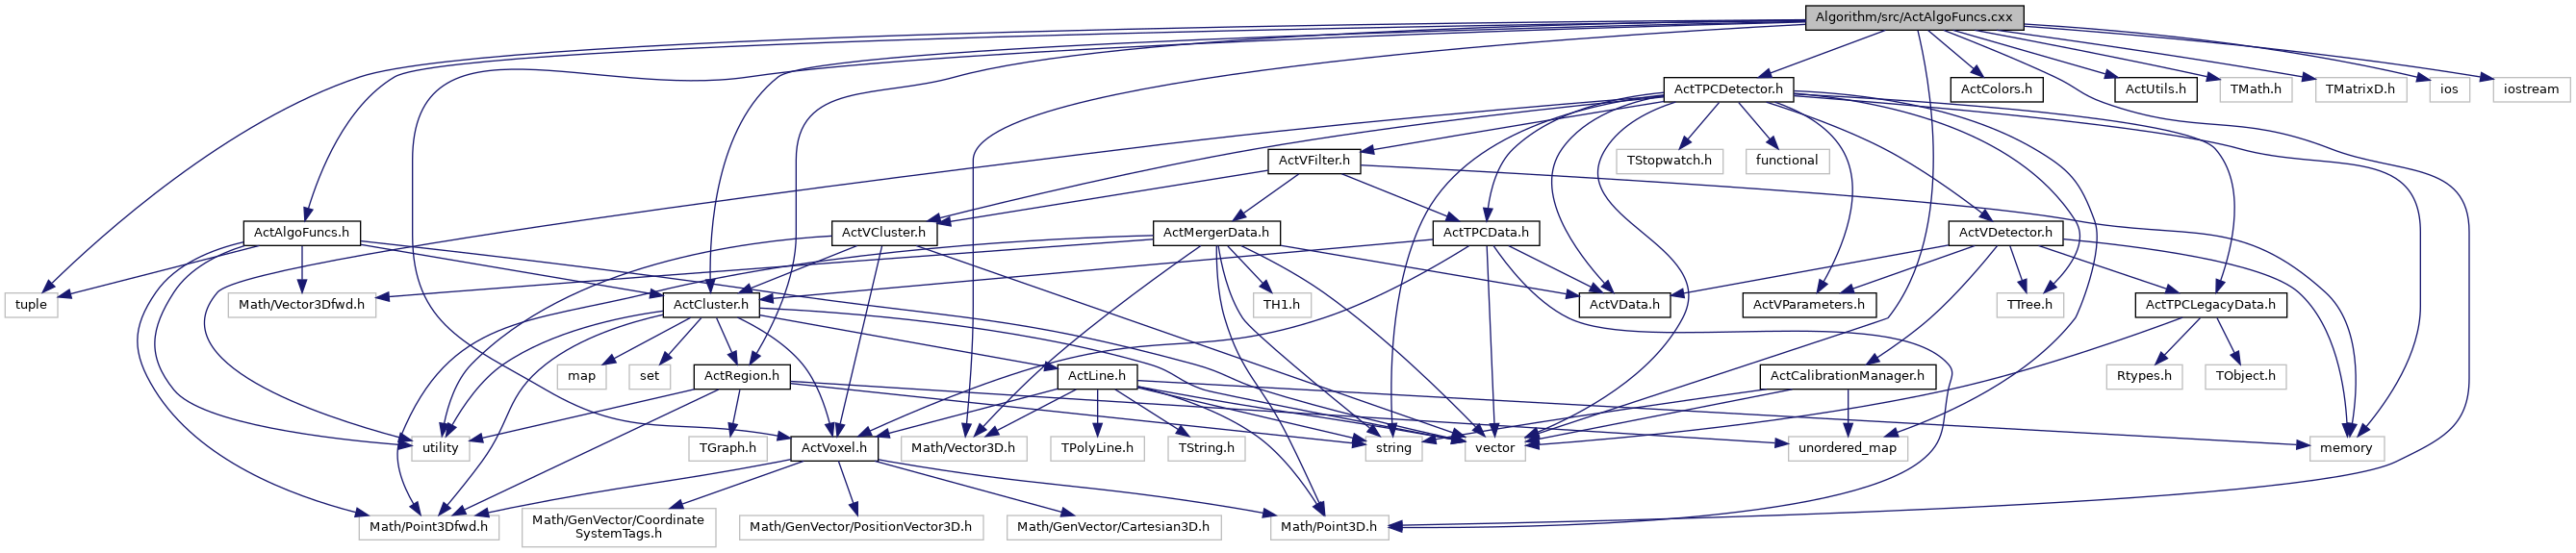 Algorithm/src/ActAlgoFuncs.cxx
ActTPCDetector.h
ActColors.h
ActUtils.h
TMath.h
TMatrixD.h
ios
iostream
ActVFilter.h
TStopwatch.h
functional
ActAlgoFuncs.h
ActVCluster.h
ActMergerData.h
ActTPCData.h
ActVDetector.h
tuple
Math/Vector3Dfwd.h
ActCluster.h
TH1.h
ActVData.h
ActVParameters.h
TTree.h
ActTPCLegacyData.h
map
set
ActRegion.h
ActLine.h
ActCalibrationManager.h
Rtypes.h
TObject.h
utility
TGraph.h
ActVoxel.h
Math/Vector3D.h
TPolyLine.h
TString.h
string
vector
unordered_map
memory
Math/Point3Dfwd.h
Math/GenVector/Coordinate
SystemTags.h
Math/GenVector/PositionVector3D.h
Math/GenVector/Cartesian3D.h
Math/Point3D.h